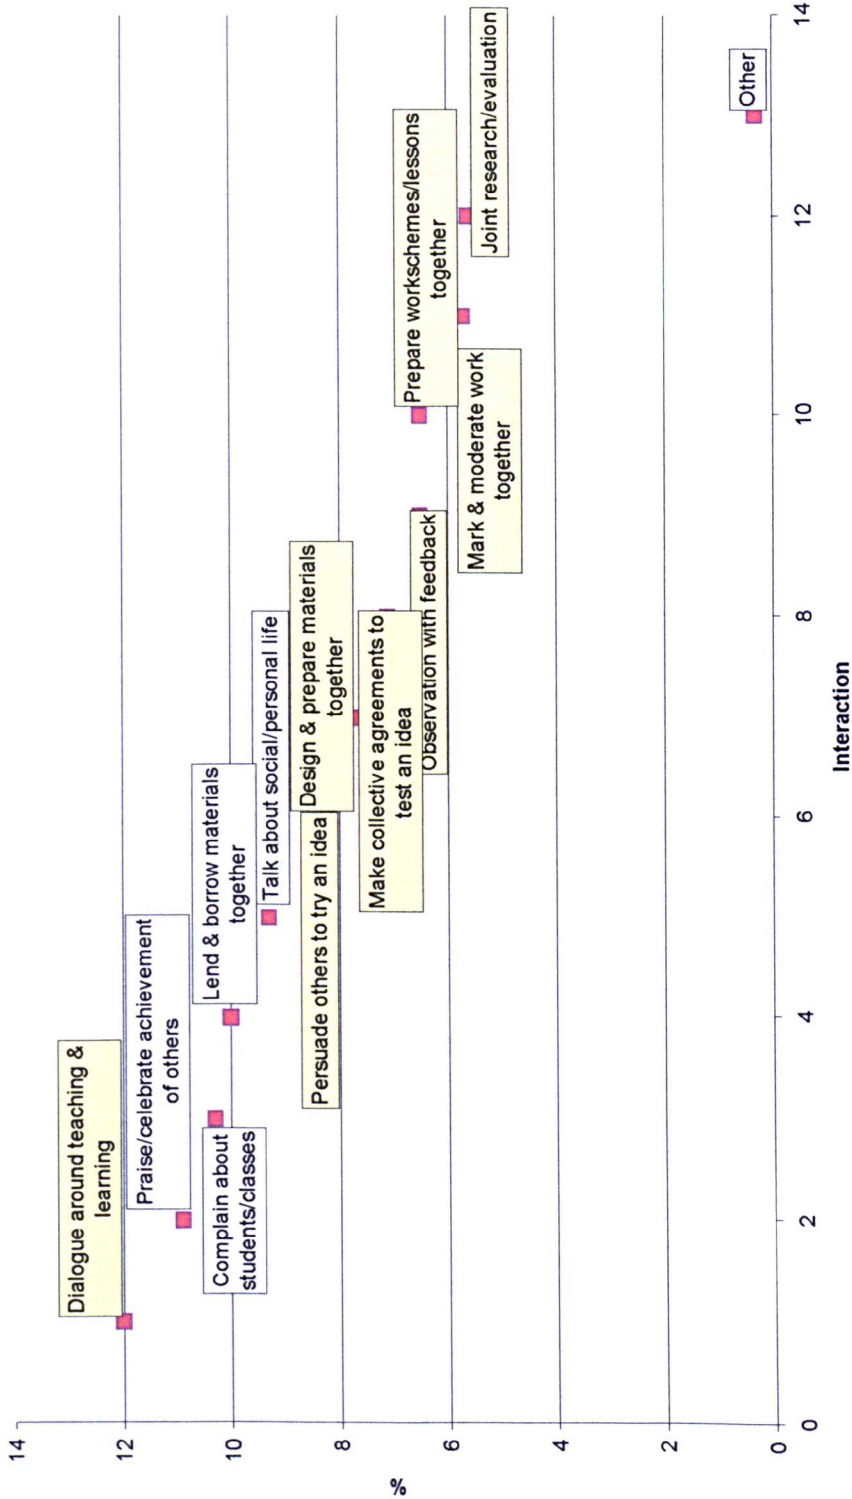 14
12
10
8
6
4
2
0
%
Dialogue around teaching &
learning
Praise/celebrate achievement
of others
Complain about
students/classes
Lend & borrow materials
together
Talk about social/personal life
Persuade others to try an idea
Design & prepare materials
together
Make collective agreements to
test an idea
Observation with feedback
Prepare workschemes/lessons
together
Mark & moderate work
together
Joint research/evaluation
Other
0
2
4
6
8
10
12
14
Interaction